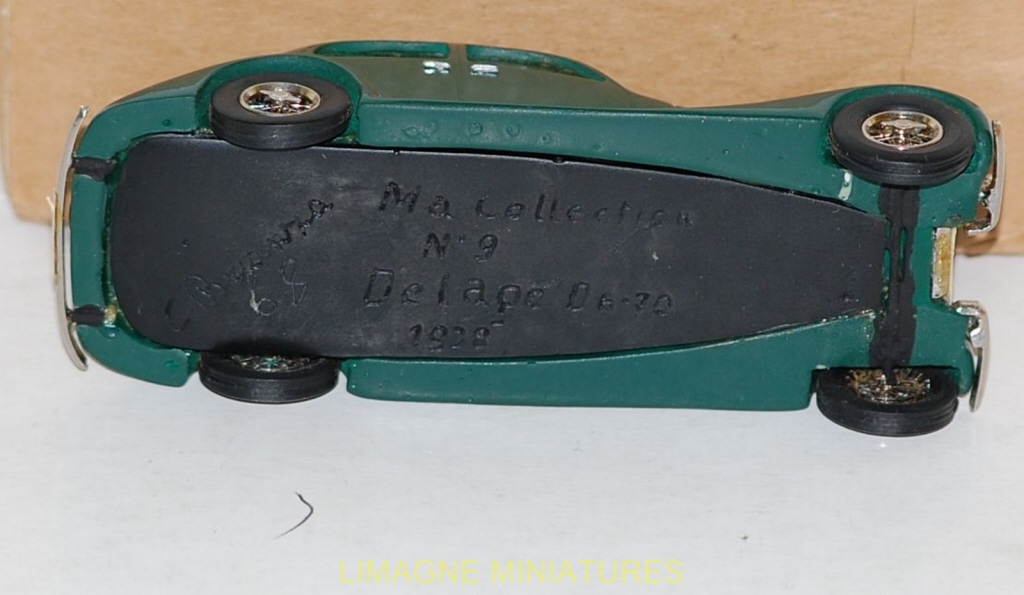 Ma Collection
N° 9
Delage D6-70
1938
LIMAGNE MINIATURES